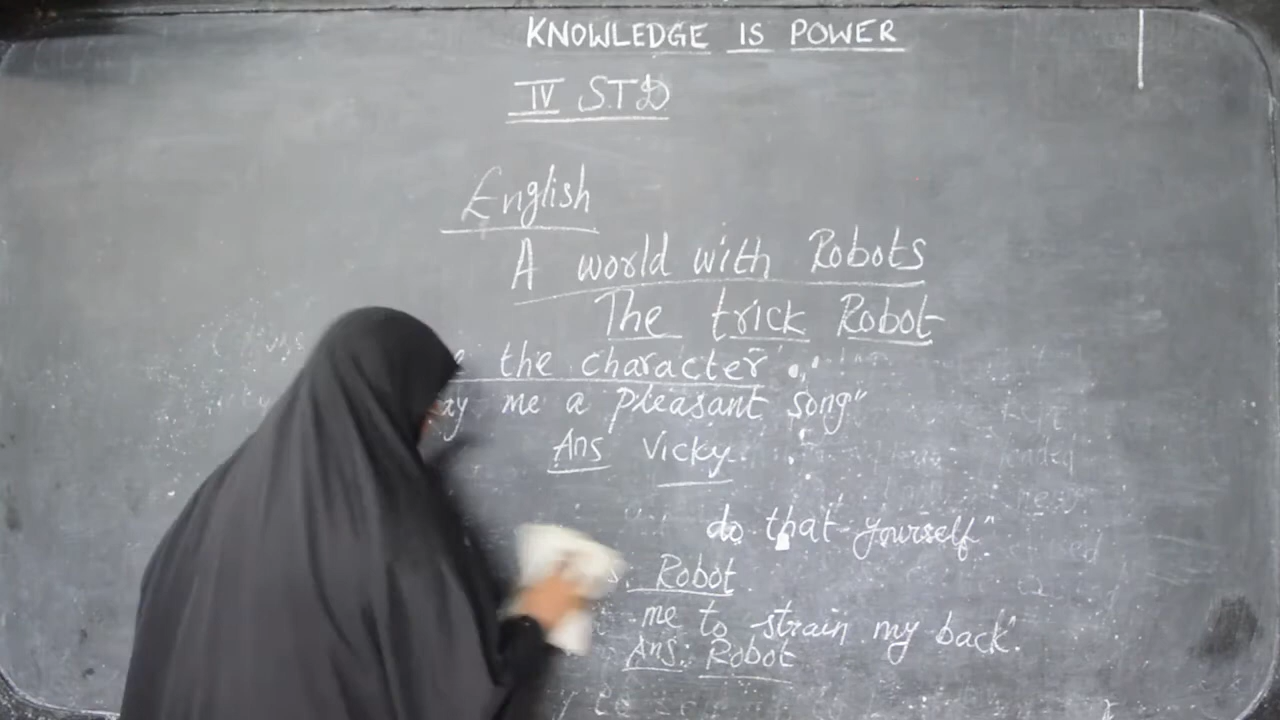 KNOWLEDGE IS POWER
IV STD
English
A world with Robots
The trick Robot
the character
me a pleasant song"
Ans Vicky.
do that yourself."
Robot.
me to strain my back".
Ans: Robot